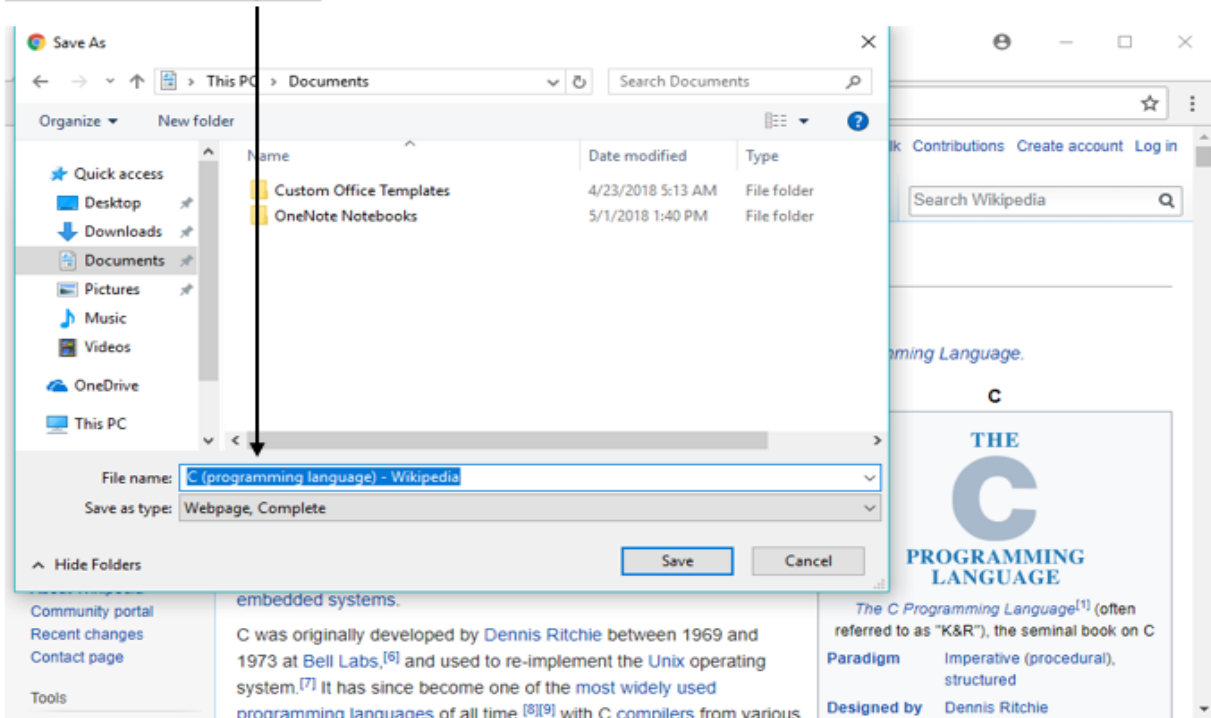 Save As
This PC > Documents
Search Documents
Organize
New folder
Name
Date modified
Type
Quick access
Desktop
Downloads
Documents
Pictures
Music
Videos
OneDrive
This PC
Custom Office Templates
4/23/2018 5:13 AM
File folder
OneNote Notebooks
5/1/2018 1:40 PM
File folder
File name:
C (programming language) - Wikipedia
Save as type:
Webpage, Complete
Hide Folders
Save
Cancel
Contributions
Create account
Log in
Search Wikipedia
Language.
C
THE
C
PROGRAMMING
LANGUAGE
The C Programming Language[1] (often
referred to as "K&R"), the seminal book on C
Paradigm
Imperative (procedural),
structured
Designed by
Dennis Ritchie
Community portal
Recent changes
Contact page
Tools
embedded systems.
C was originally developed by Dennis Ritchie between 1969 and
1973 at Bell Labs,[6] and used to re-implement the Unix operating
system.[7] It has since become one of the most widely used
programming languages of all time,[8][9] with C compilers from various